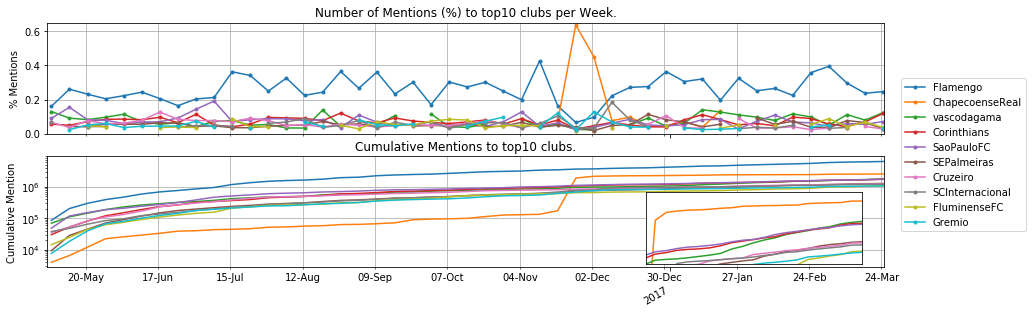 Number of Mentions (%) to top10 clubs per Week.
% Mentions
0.6
0.4
0.2
0.0
Cumulative Mentions to top10 clubs.
Cumulative Mention
10^6
10^5
10^4
20-May 17-Jun 15-Jul 12-Aug 09-Sep 07-Oct 04-Nov 02-Dec 30-Dec 27-Jan 24-Feb 24-Mar
2017
Flamengo
ChapecoenseReal
vascodagama
Corinthians
SaoPauloFC
SEPalmeiras
Cruzeiro
SCInternacional
FluminenseFC
Gremio